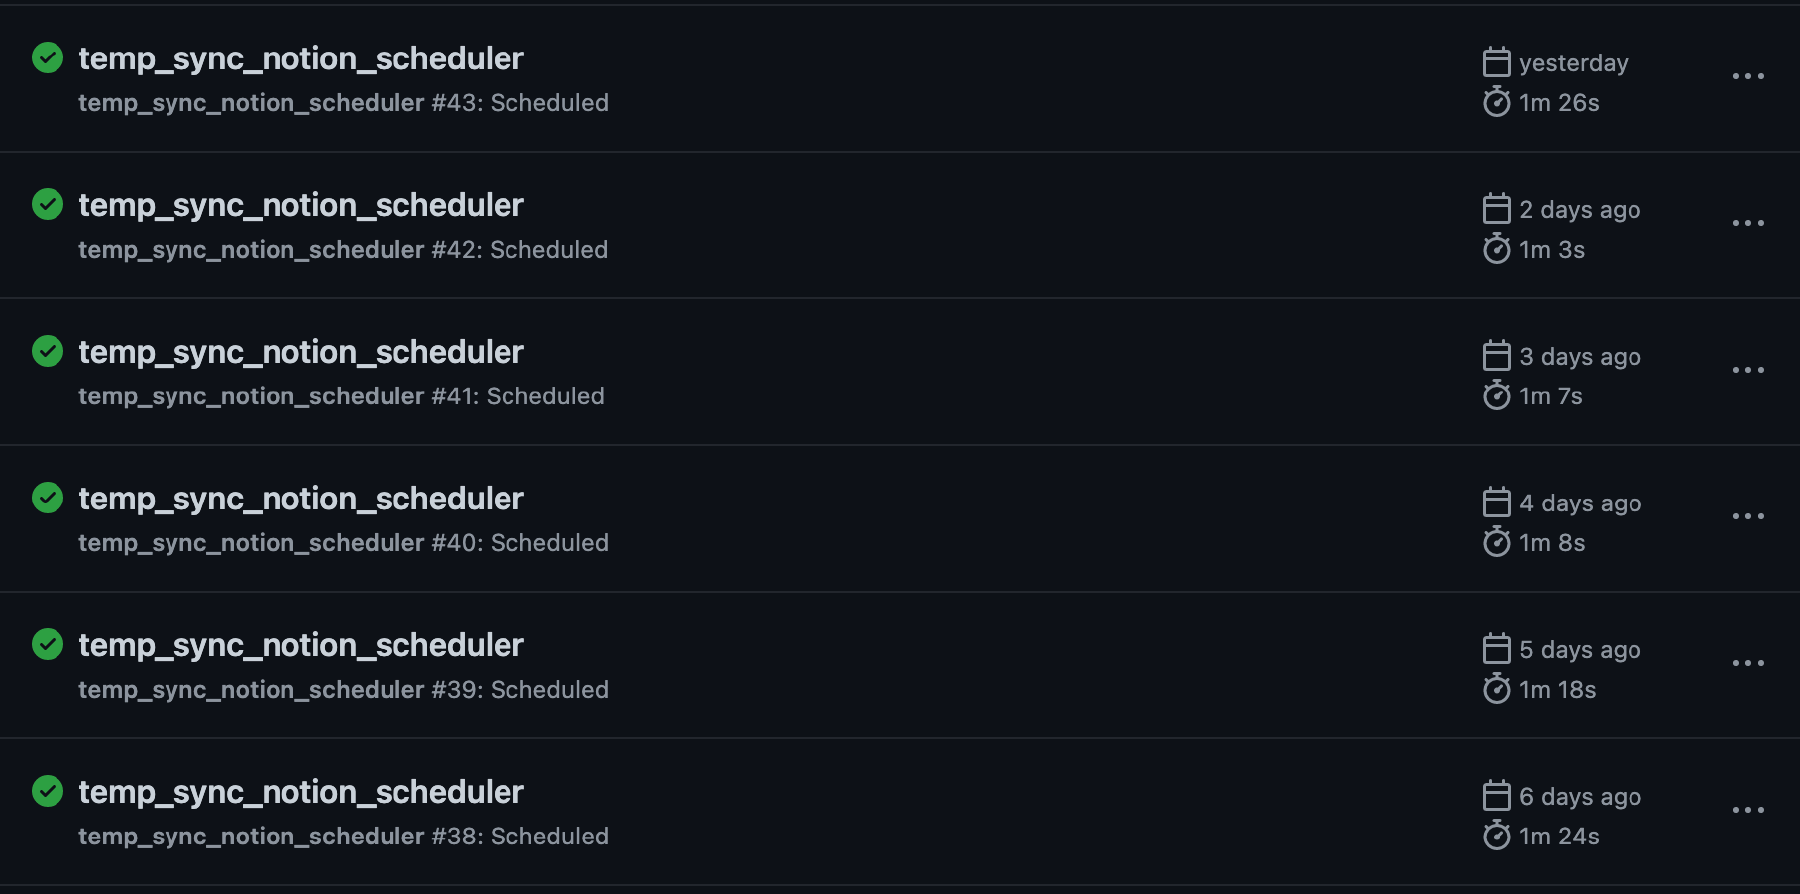 temp_sync_notion_scheduler
yesterday
temp_sync_notion_scheduler #43: Scheduled
1m 26s
temp_sync_notion_scheduler
2 days ago
temp_sync_notion_scheduler #42: Scheduled
1m 3s
temp_sync_notion_scheduler
3 days ago
temp_sync_notion_scheduler #41: Scheduled
1m 7s
temp_sync_notion_scheduler
4 days ago
temp_sync_notion_scheduler #40: Scheduled
1m 8s
temp_sync_notion_scheduler
5 days ago
temp_sync_notion_scheduler #39: Scheduled
1m 18s
temp_sync_notion_scheduler
6 days ago
temp_sync_notion_scheduler #38: Scheduled
1m 24s